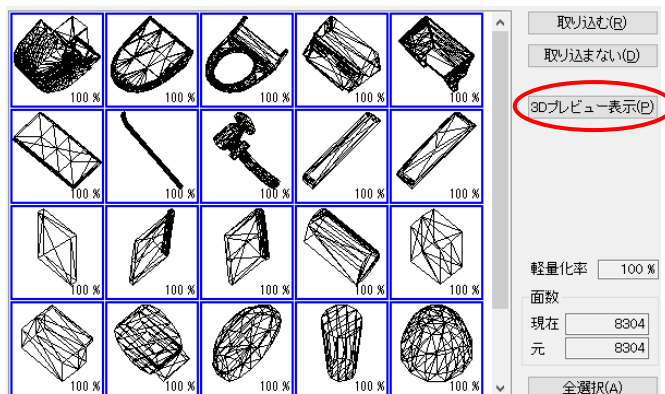 100 % 100 % 100 % 100 % 100 %
100 % 100 % 100 % 100 % 100 %
100 % 100 % 100 % 100 % 100 %
100 % 100 % 100 % 100 % 100 %
取り込む(R)
取り込まない(D)
3Dプレビュー表示(P)
軽量化率 100 %
面数
現在 8304
元 8304
全選択(A)